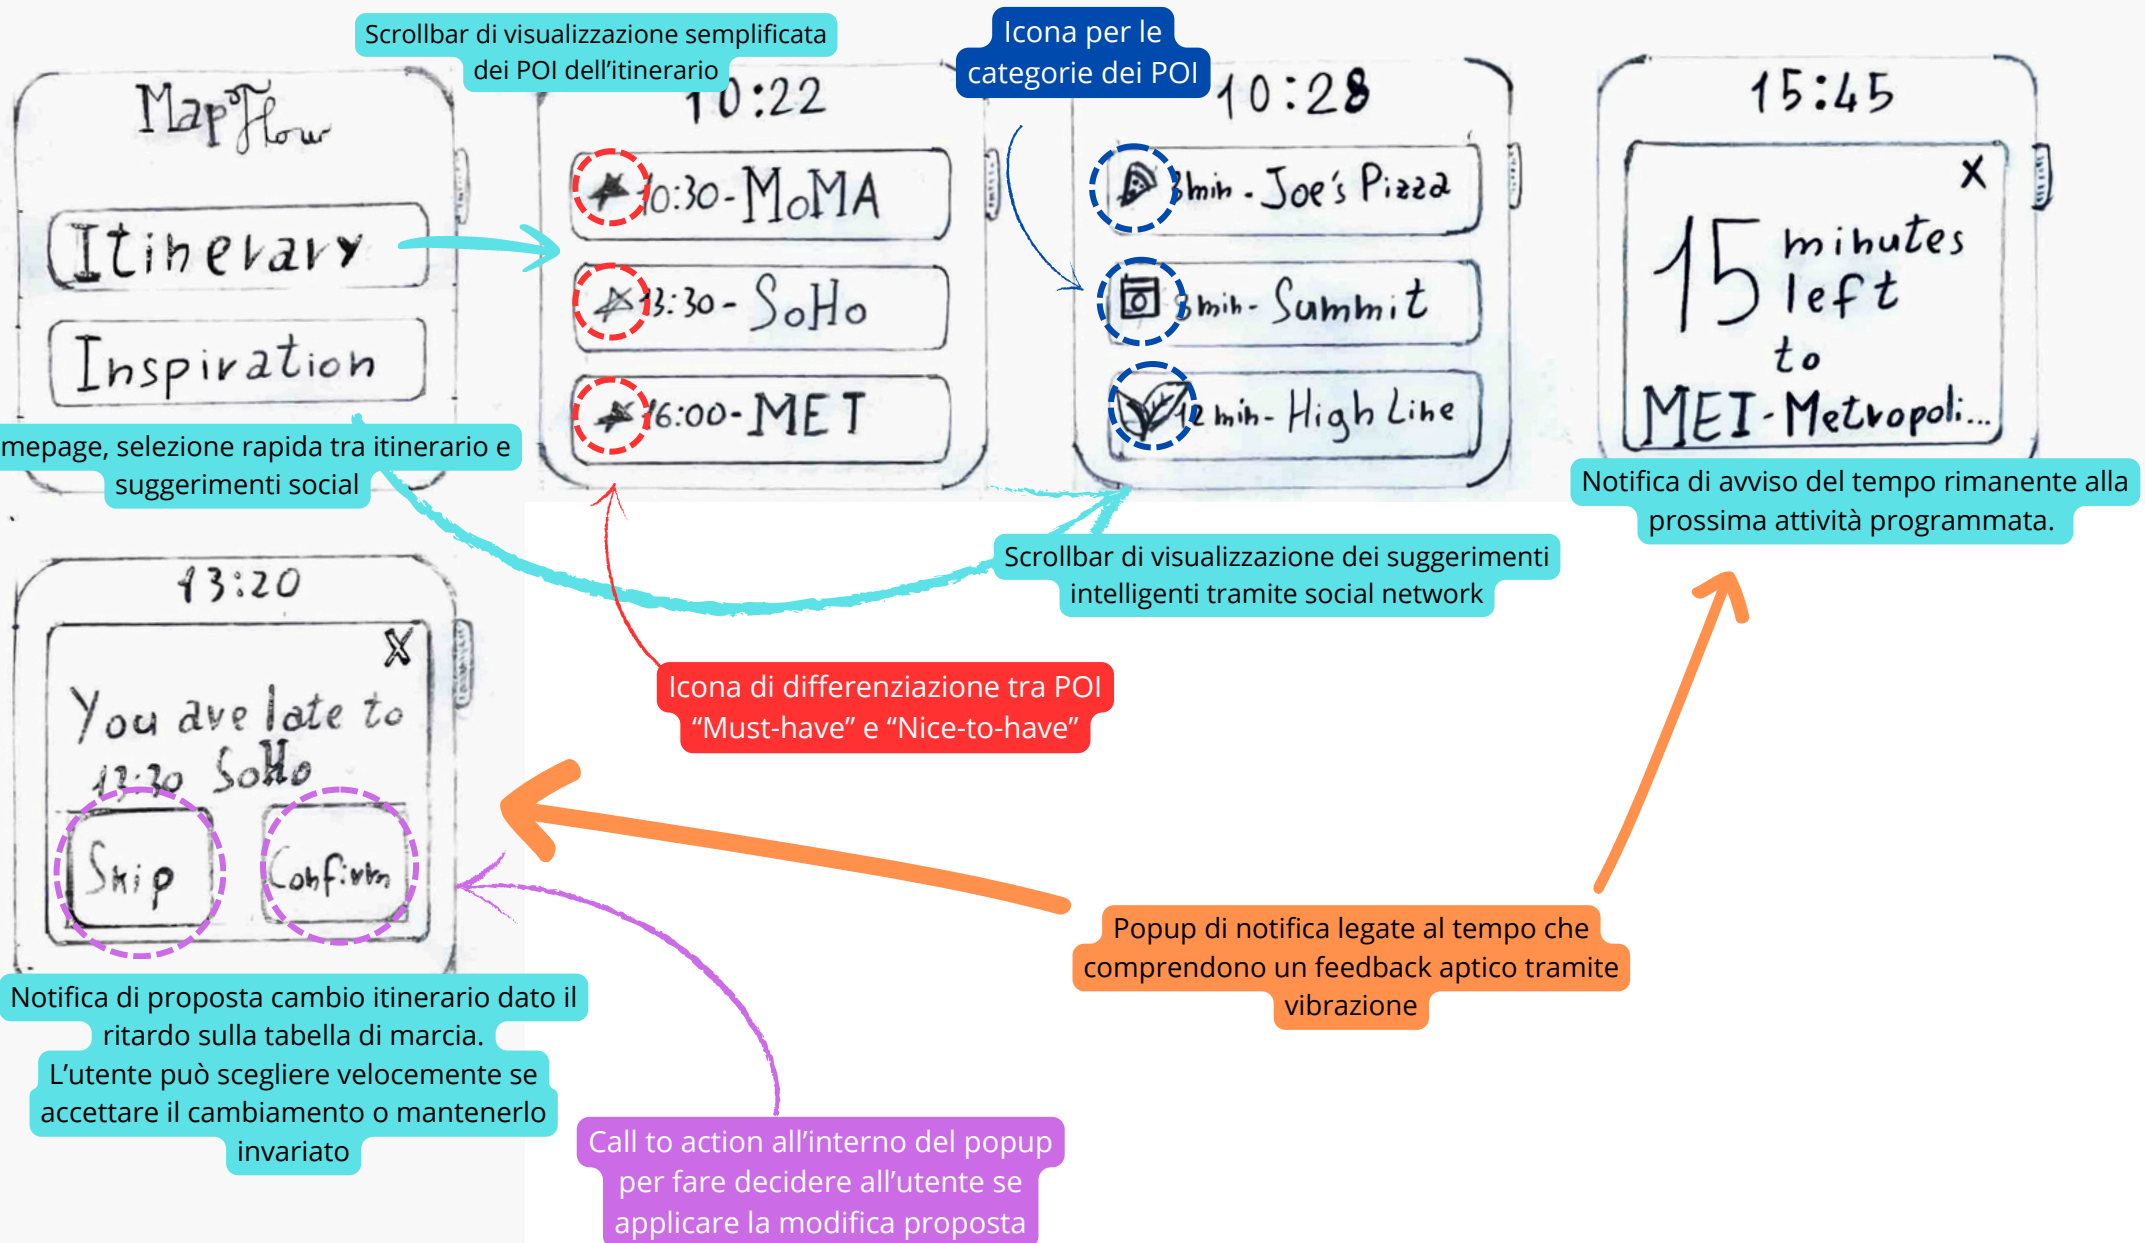 Scrollbar di visualizzazione semplificata
dei POI dell'itinerario
Icona per le
categorie dei POI
MapFlow
Itinerary
Inspiration
mepage, selezione rapida tra itinerario e
suggerimenti social
10:22
10:30-MoMA
13:30- SoHo
16:00- MET
10:28
3min - Joe's Pizza
8 min- Summit
12 min- High Line
15:45
X
15 minutes
left
to
MET-Metropoli...
Notifica di avviso del tempo rimanente alla
prossima attività programmata.
Scrollbar di visualizzazione dei suggerimenti
intelligenti tramite social network
Icona di differenziazione tra POI
“Must-have” e “Nice-to-have”
13:20
X
You are late to
13:30 SoHo
Skip
Confirm
Notifica di proposta cambio itinerario dato il
ritardo sulla tabella di marcia.
L'utente può scegliere velocemente se
accettare il cambiamento o mantenerlo
invariato
Popup di notifica legate al tempo che
comprendono un feedback aptico tramite
vibrazione
Call to action all'interno del popup
per fare decidere all'utente se
applicare la modifica proposta